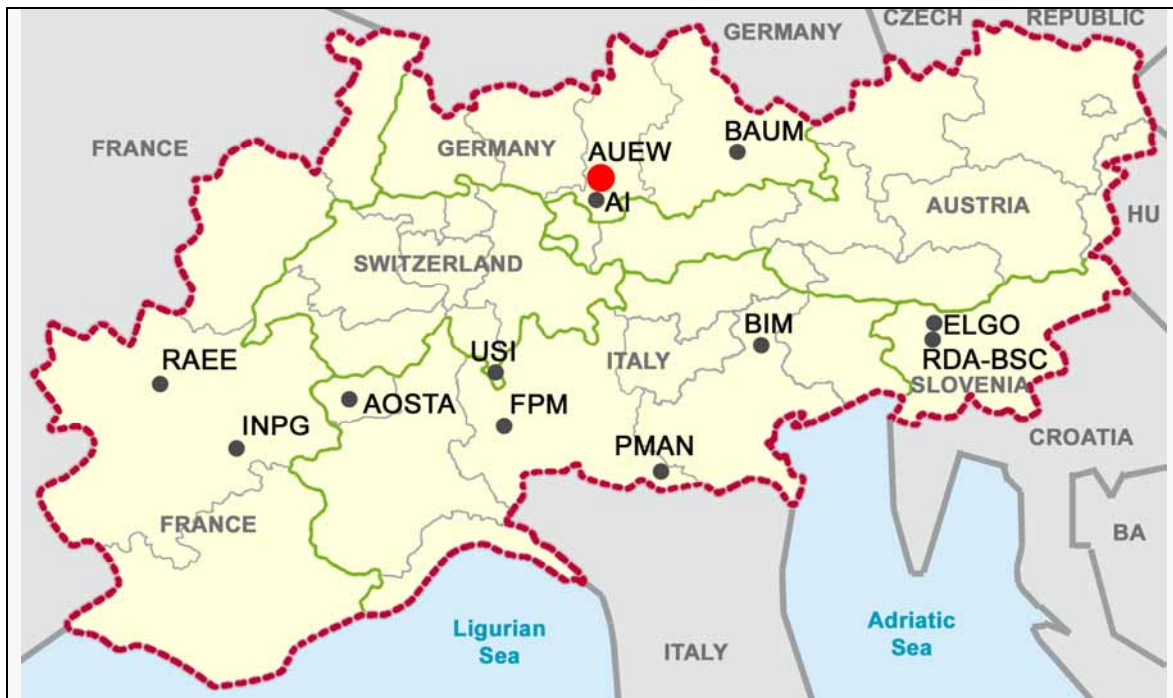 CZECH
REPUBLIC
GERMANY
FRANCE
GERMANY
BAUM
AUEW
AI
AUSTRIA
HU
SWITZERLAND
BIM
ELGO
RAEE
USI
ITALY
RDA-BSC
SLOVENIA
AOSTA
FPM
INPG
PMAN
CROATIA
FRANCE
BA
Ligurian
Sea
Adriatic
Sea
ITALY